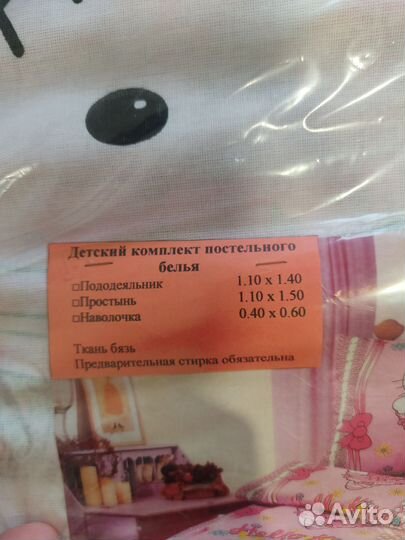 Детский комплект постельного
белья
□Пододеяльник 1.10 x 1.40
□Простынь 1.10 x 1.50
□Наволочка 0.40 x 0.60
Ткань бязь
Предварительная стирка обязательна
Avito